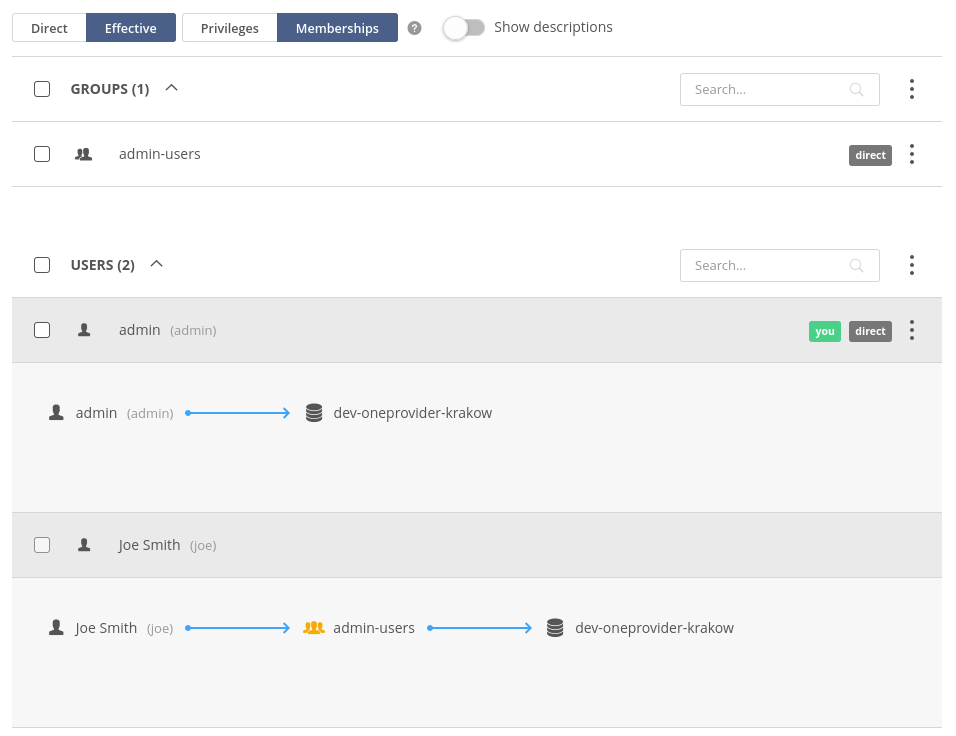 Direct Effective Privileges Memberships ? Show descriptions
GROUPS (1) Search...
admin-users direct
USERS (2) Search...
admin (admin) you direct
admin (admin) dev-oneprovider-krakow
Joe Smith (joe)
Joe Smith (joe) admin-users dev-oneprovider-krakow